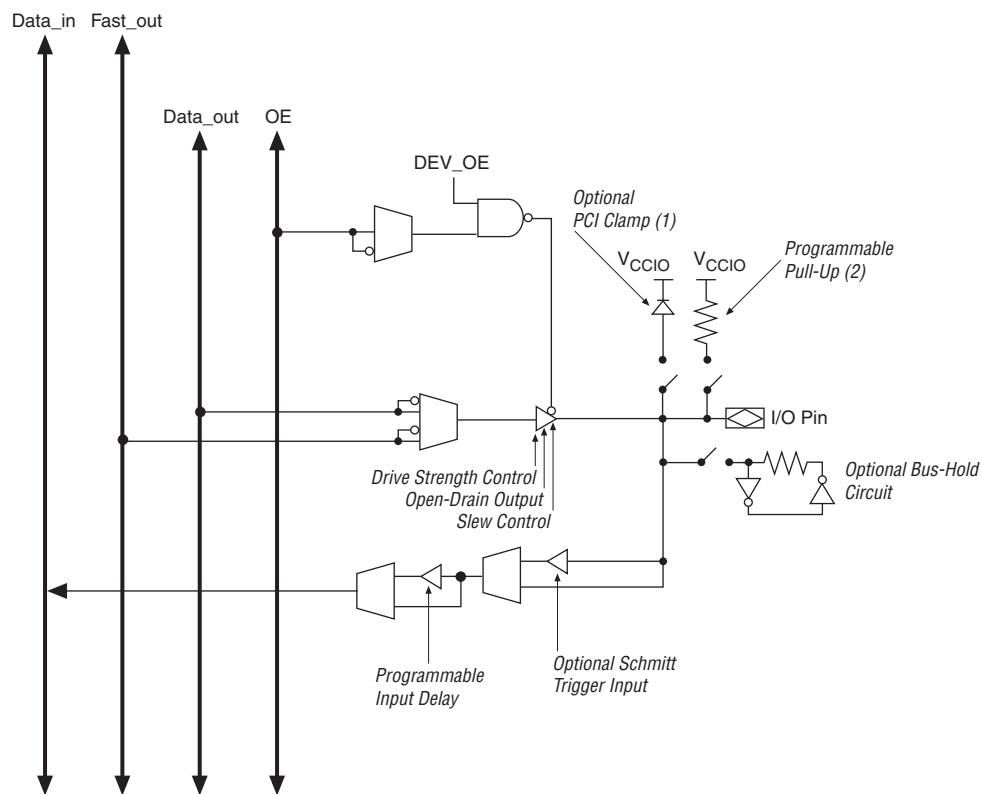 Data_in Fast_out
Data_out OE
DEV_OE
Optional
PCI Clamp (1)
VCCIO VCCIO
Programmable
Pull-Up (2)
I/O Pin
Drive Strength Control
Open-Drain Output
Slew Control
Optional Bus-Hold
Circuit
Programmable
Input Delay
Optional Schmitt
Trigger Input